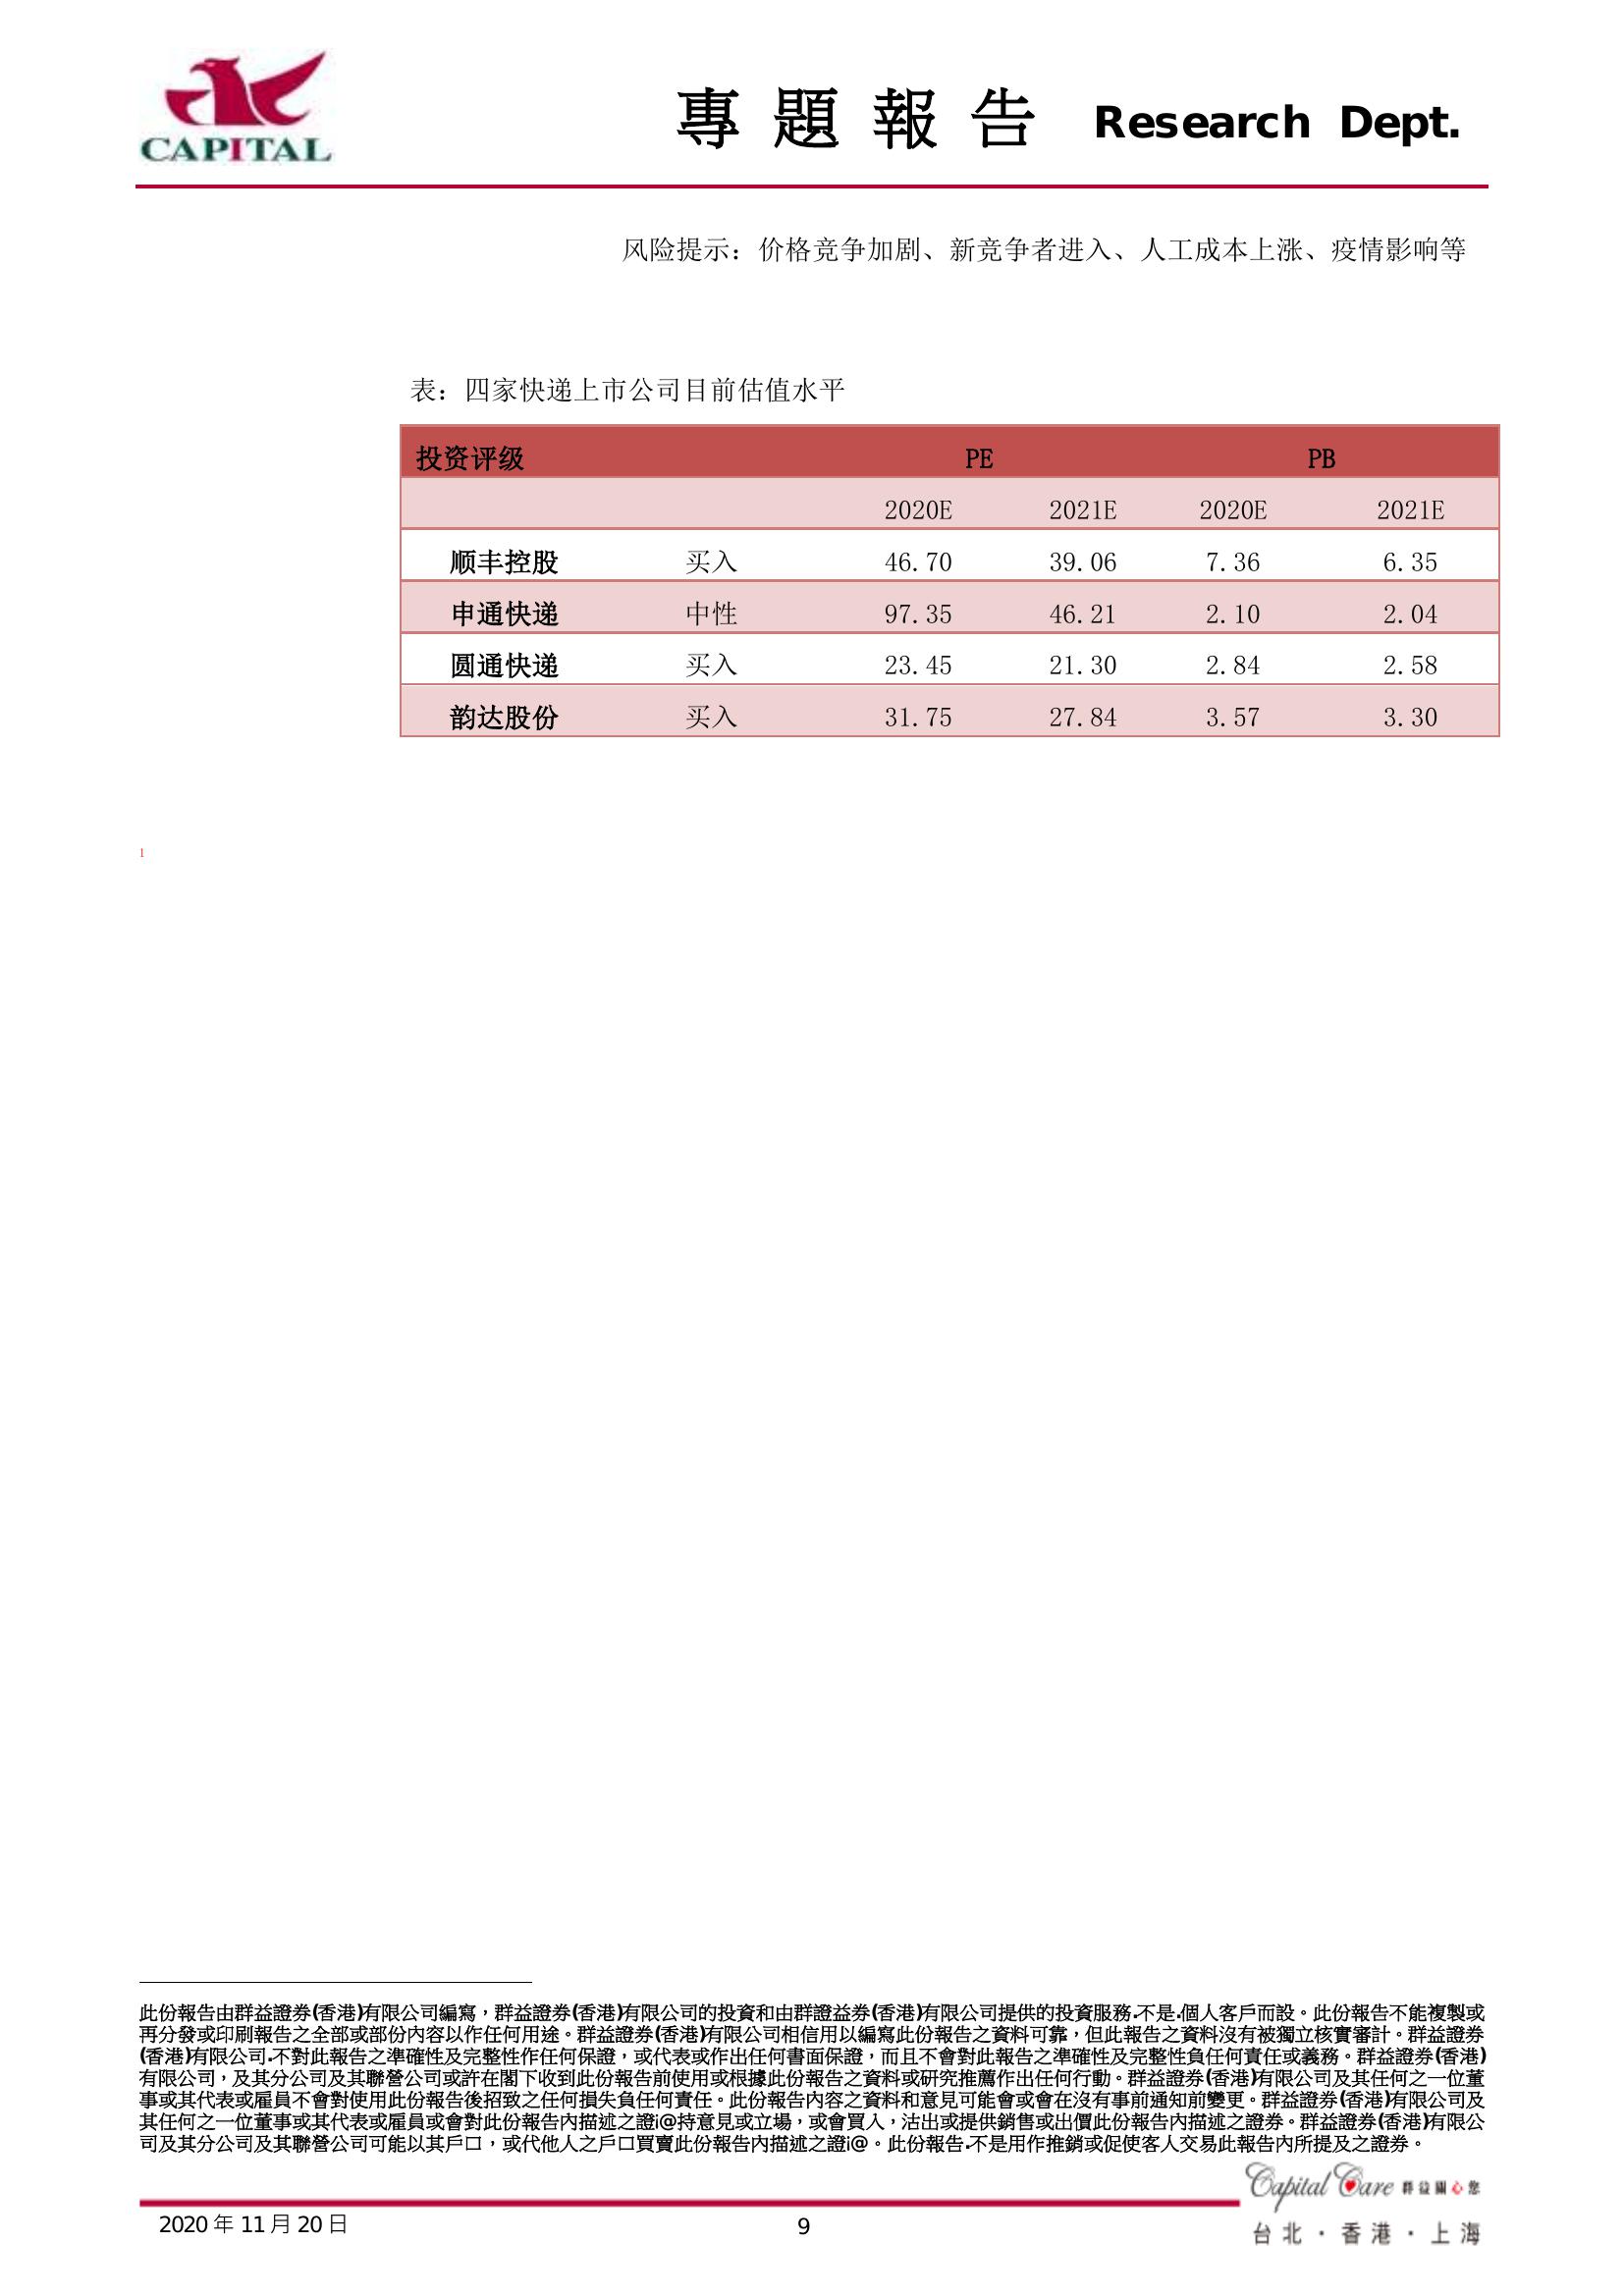 CAPITAL
專 題 報 告 Research Dept.
风险提示：价格竞争加剧、新竞争者进入、人工成本上涨、疫情影响等
表：四家快递上市公司目前估值水平
投资评级 PE PB
2020E 2021E 2020E 2021E
顺丰控股 买入 46.70 39.06 7.36 6.35
申通快递 中性 97.35 46.21 2.10 2.04
圆通快递 买入 23.45 21.30 2.84 2.58
韵达股份 买入 31.75 27.84 3.57 3.30
1
此份報告由群益證券(香港)有限公司編寫，群益證券(香港)有限公司的投資和由群證益券(香港)有限公司提供的投資服務.不是.個人客戶而設。此份報告不能複製或
再分發或印刷報告之全部或部份內容以作任何用途。群益證券(香港)有限公司相信用以編寫此份報告之資料可靠，但此報告之資料沒有被獨立核實審計。群益證券
(香港)有限公司.不對此報告之準確性及完整性作任何保證，或代表或作出任何書面保證，而且不會對此報告之準確性及完整性負任何責任或義務。群益證券(香港)
有限公司，及其分公司及其聯營公司或許在閣下收到此份報告前使用或根據此份報告之資料或研究推薦作出任何行動。群益證券(香港)有限公司及其任何之一位董
事或其代表或雇員不會對使用此份報告後招致之任何損失負任何責任。此份報告內容之資料和意見可能會或會在沒有事前通知前變更。群益證券(香港)有限公司及
其任何之一位董事或其代表或雇員或會對此份報告內描述之證i@持意見或立場，或會買人，沽出或提供銷售或出價此份報告內描述之證券。群益證券(香港)有限公
司及其分公司及其聯營公司可能以其戶口，或代他人之戶口買賣此份報告內描述之證i@。此份報告.不是用作推銷或促使客人交易此報告內所提及之證券。
Capital Care 群益關心您
2020 年 11 月 20 日 9 台 北 · 香 港 · 上 海